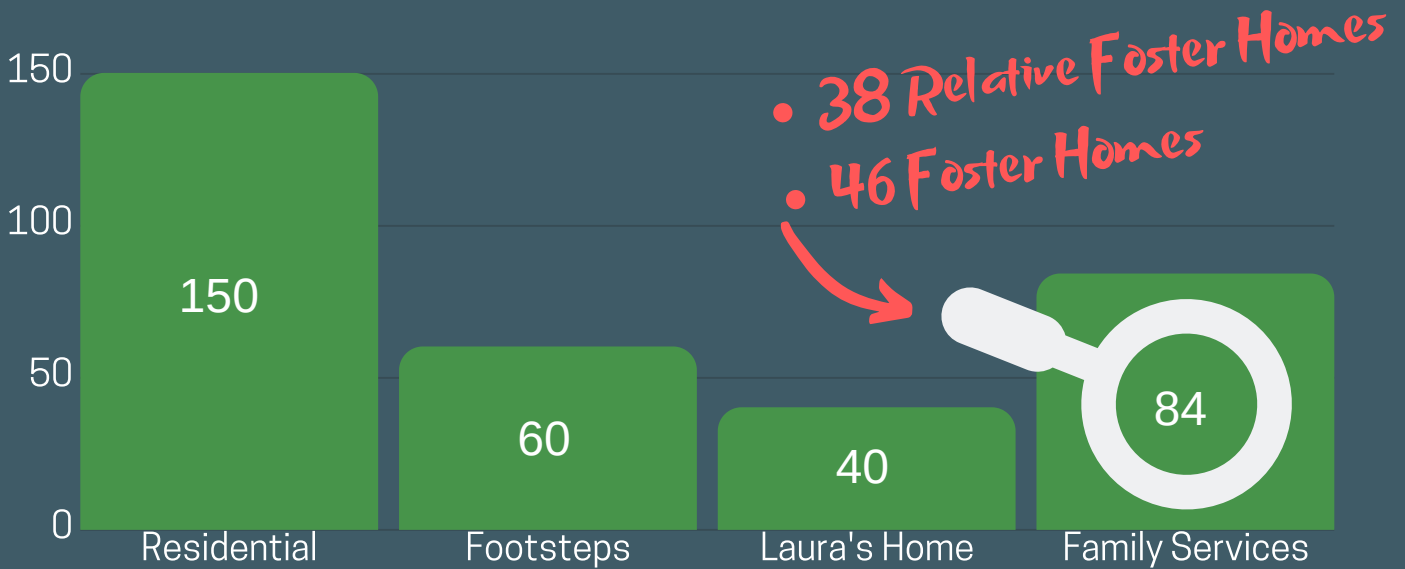 • 38 Relative Foster Homes
• 46 Foster Homes
150
100
50
0
150
60
40
84
Residential
Footsteps
Laura's Home
Family Services